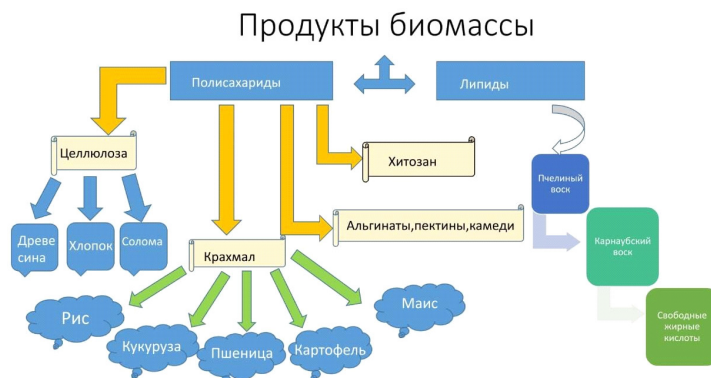 Продукты биомассы
Полисахариды
Липиды
Целлюлоза
Хитозан
Пчелиный
воск
Древе
сина
Хлопок
Солома
Альгинаты,пектины,камеди
Карнаубский
воск
Крахмал
Рис
Кукуруза
Пшеница
Картофель
Маис
Свободные
жирные
кислоты